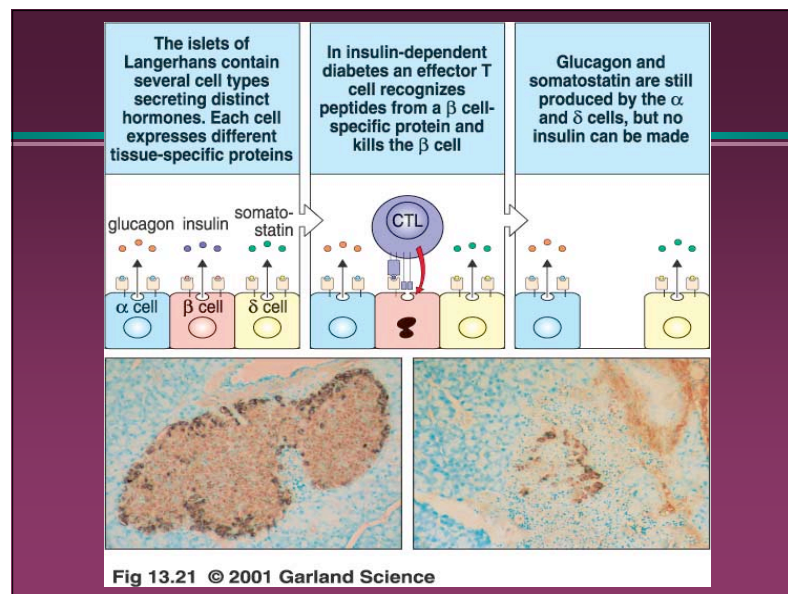 The islets of
Langerhans contain
several cell types
secreting distinct
hormones. Each cell
expresses different
tissue-specific proteins
In insulin-dependent
diabetes an effector T
cell recognizes
peptides from a β cell-
specific protein and
kills the β cell
Glucagon and
somatostatin are still
produced by the α
and δ cells, but no
insulin can be made
glucagon
insulin
somato-
statin
CTL
α cell
β cell
δ cell
Fig 13.21 © 2001 Garland Science